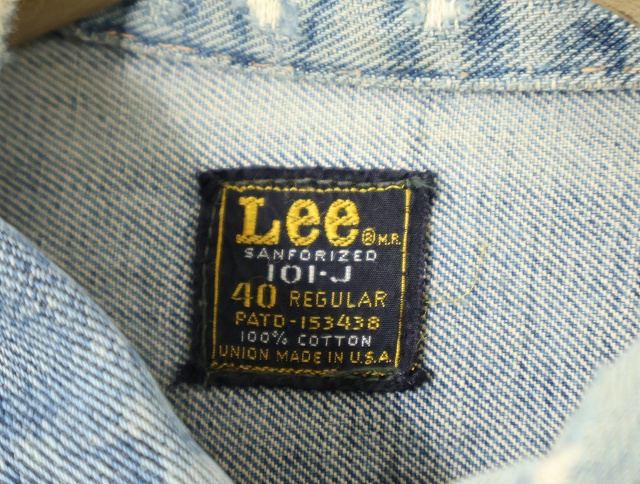 Lee ® M.R.
SANFORIZED
101-J
40 REGULAR
PATD-153438
100% COTTON
UNION MADE IN U.S.A.